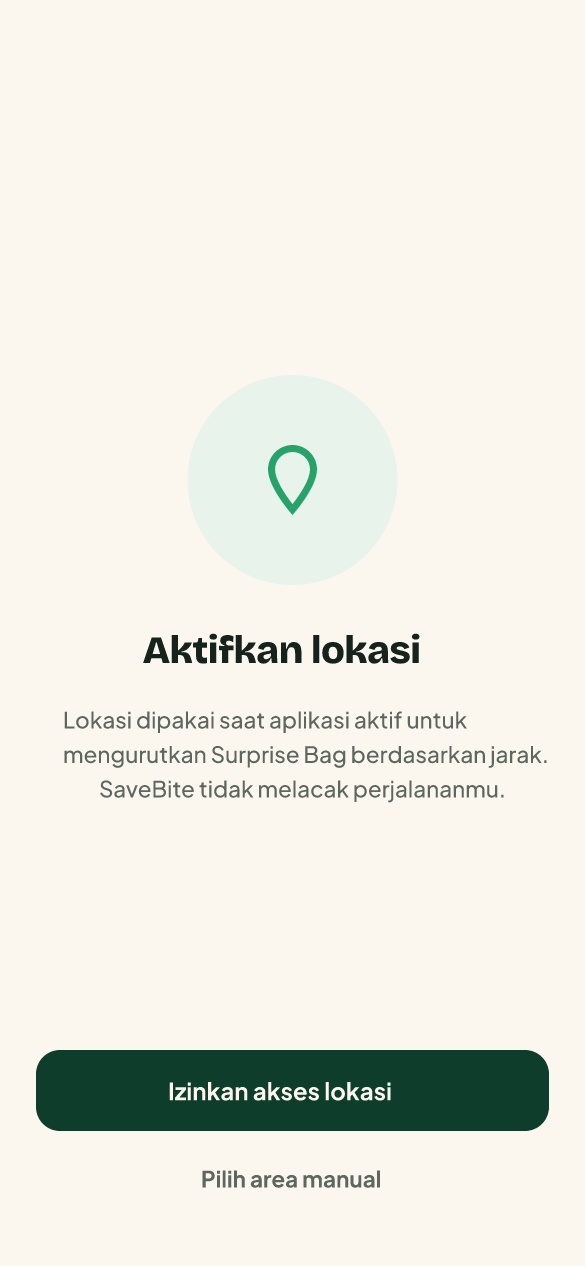 Aktifkan lokasi
Lokasi dipakai saat aplikasi aktif untuk
mengurutkan Surprise Bag berdasarkan jarak.
SaveBite tidak melacak perjalananmu.
Izinkan akses lokasi
Pilih area manual